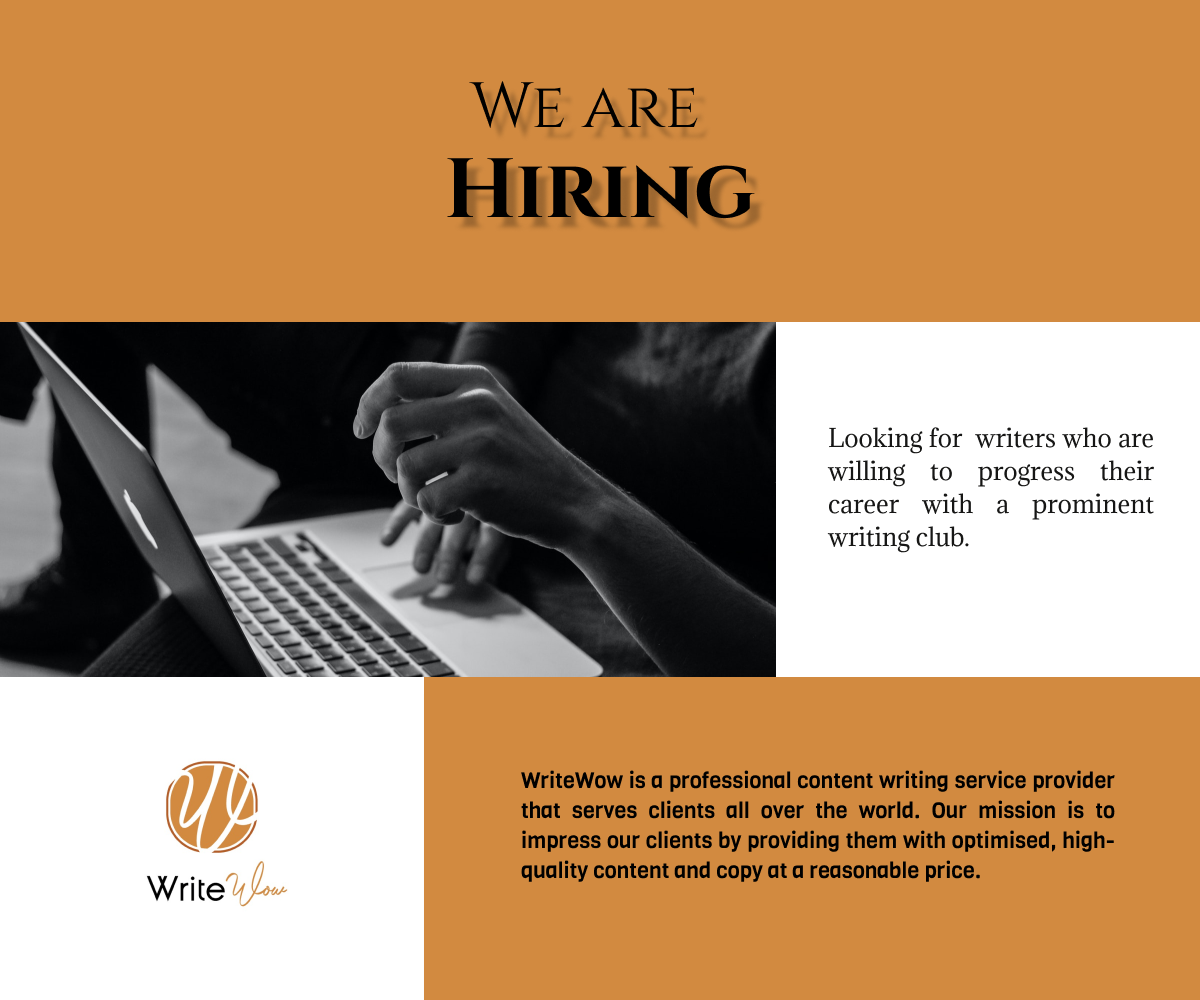 We are
Hiring
Looking for writers who are
willing to progress their
career with a prominent
writing club.
W
WriteWow
WriteWow is a professional content writing service provider
that serves clients all over the world. Our mission is to
impress our clients by providing them with optimised, high-
quality content and copy at a reasonable price.